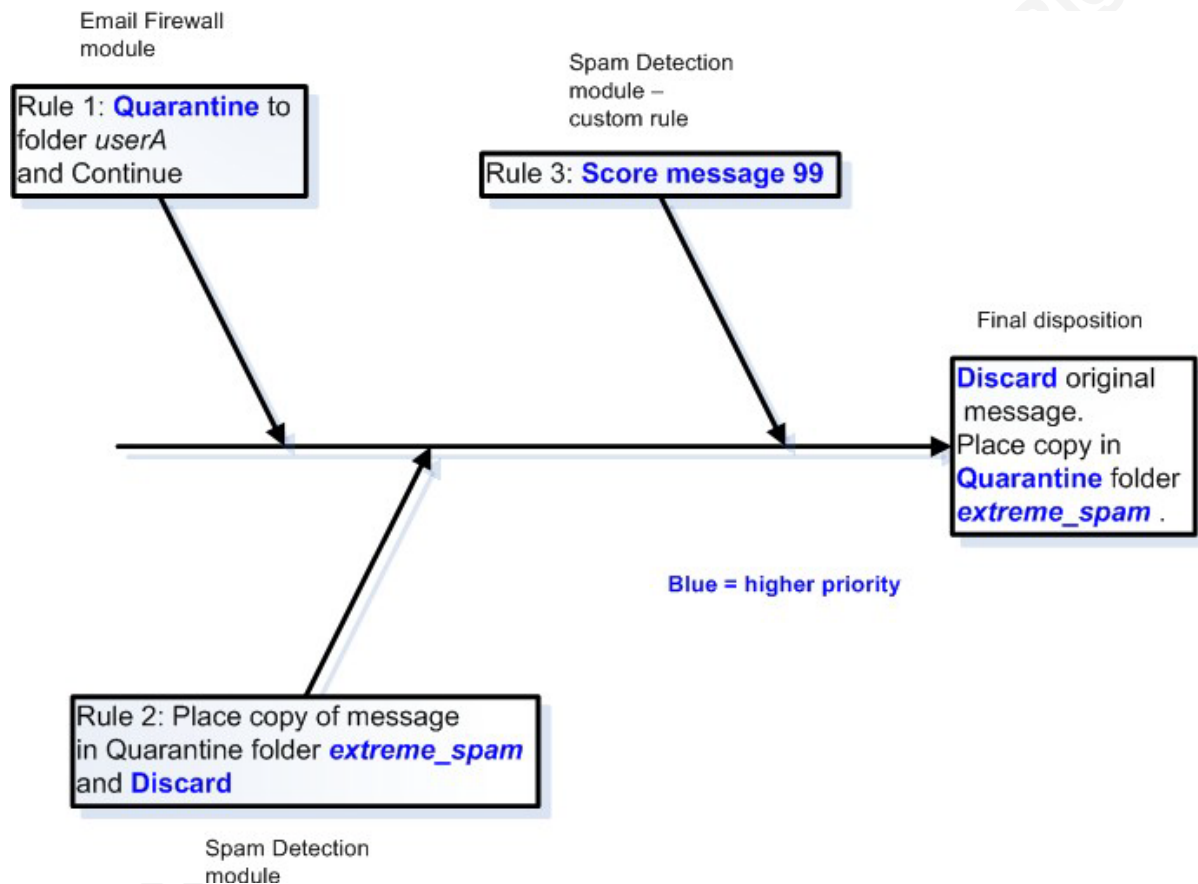 Email Firewall
module
Rule 1: Quarantine to
folder userA
and Continue
Spam Detection
module –
custom rule
Rule 3: Score message 99
Final disposition
Discard original
message.
Place copy in
Quarantine folder
extreme_spam .
Blue = higher priority
Rule 2: Place copy of message
in Quarantine folder extreme_spam
and Discard
Spam Detection
module